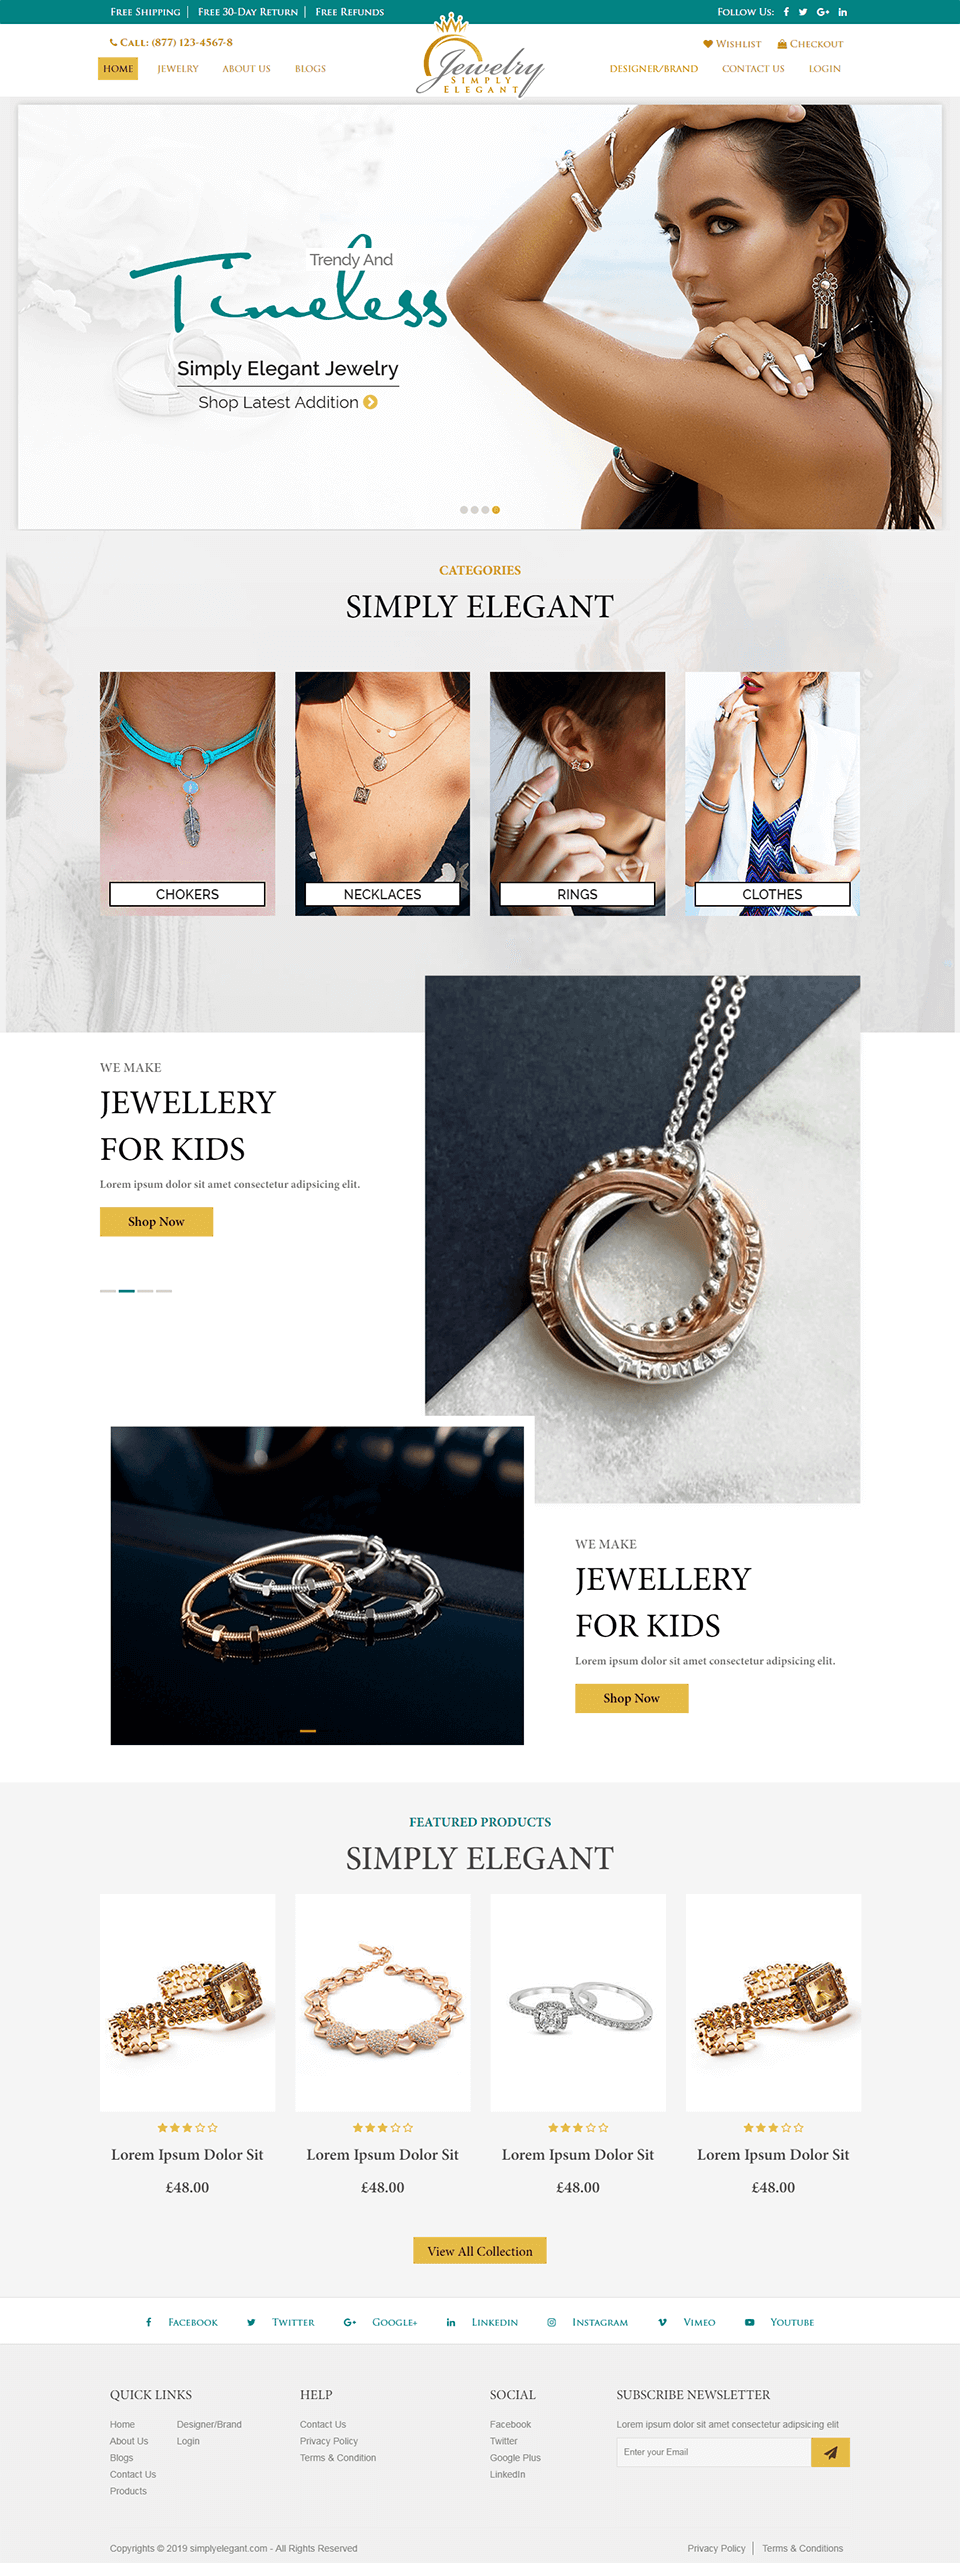 Free Shipping | Free 30-Day Return | Free Refunds
Follow Us:
Call: (877) 123-4567-8
Wishlist
Checkout
HOME
JEWELRY
ABOUT US
BLOGS
Jewelry
SIMPLY
ELEGANT
DESIGNER/BRAND
CONTACT US
LOGIN
Trendy And
Timeless
Simply Elegant Jewelry
Shop Latest Addition
CATEGORIES
SIMPLY ELEGANT
CHOKERS
NECKLACES
RINGS
CLOTHES
WE MAKE
JEWELLERY
FOR KIDS
Lorem ipsum dolor sit amet consectetur adipsicing elit.
Shop Now
WE MAKE
JEWELLERY
FOR KIDS
Lorem ipsum dolor sit amet consectetur adipsicing elit.
Shop Now
FEATURED PRODUCTS
SIMPLY ELEGANT
Lorem Ipsum Dolor Sit
£48.00
Lorem Ipsum Dolor Sit
£48.00
Lorem Ipsum Dolor Sit
£48.00
Lorem Ipsum Dolor Sit
£48.00
View All Collection
Facebook
Twitter
Google+
Linkedin
Instagram
Vimeo
Youtube
QUICK LINKS
Home
About Us
Blogs
Contact Us
Products
Designer/Brand
Login
HELP
Contact Us
Privacy Policy
Terms & Condition
SOCIAL
Facebook
Twitter
Google Plus
LinkedIn
SUBSCRIBE NEWSLETTER
Lorem ipsum dolor sit amet consectetur adipsicing elit
Enter your Email
Copyrights © 2019 simplyelegant.com - All Rights Reserved
Privacy Policy | Terms & Conditions